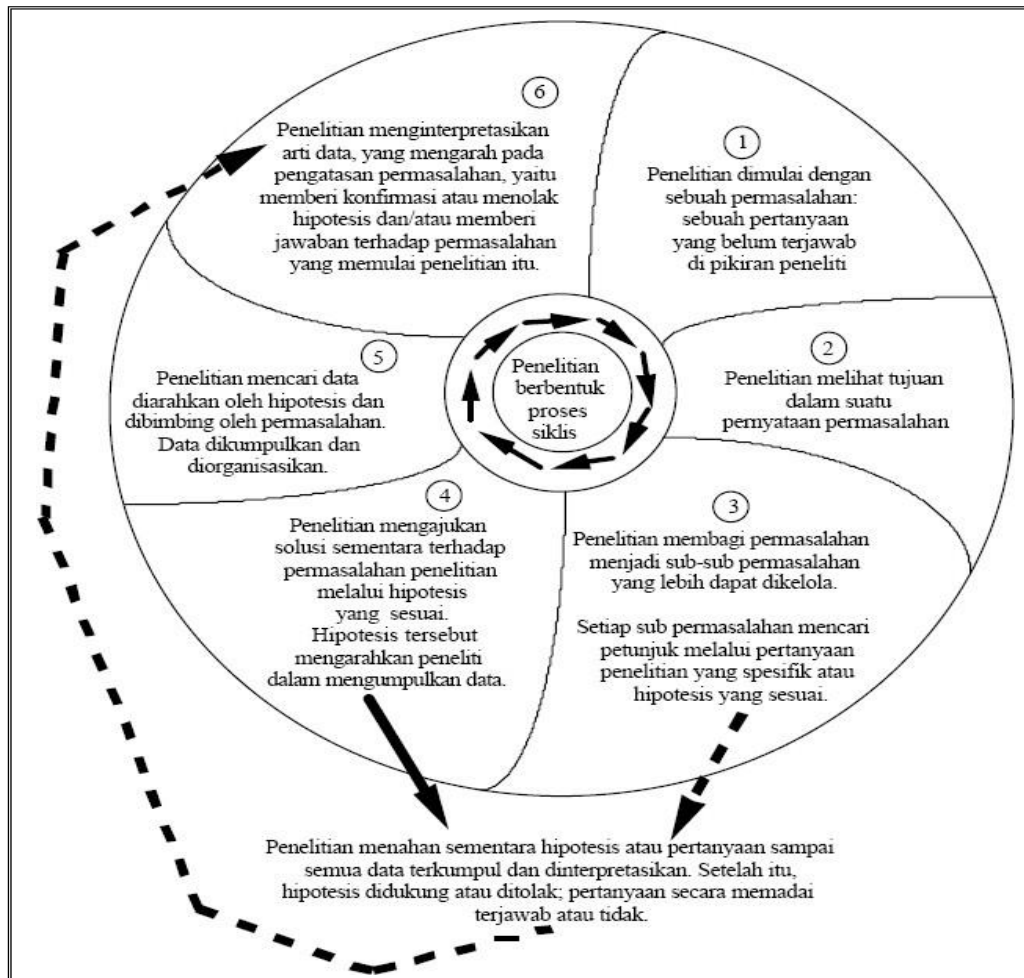 1
Penelitian dimulai dengan
sebuah permasalahan:
sebuah pertanyaan
yang belum terjawab
di pikiran peneliti
2
Penelitian melihat tujuan
dalam suatu
pernyataan permasalahan
3
Penelitian membagi permasalahan
menjadi sub-sub permasalahan
yang lebih dapat dikelola.
Setiap sub permasalahan mencari
petunjuk melalui pertanyaan
penelitian yang spesifik atau
hipotesis yang sesuai.
4
Penelitian mengajukan
solusi sementara terhadap
permasalahan penelitian
melalui hipotesis
yang sesuai.
Hipotesis tersebut
mengarahkan peneliti
dalam mengumpulkan data.
5
Penelitian mencari data
diarahkan oleh hipotesis dan
dibimbing oleh permasalahan.
Data dikumpulkan dan
diorganisasikan.
6
Penelitian menginterpretasikan
arti data, yang mengarah pada
pengatasan permasalahan, yaitu
memberi konfirmasi atau menolak
hipotesis dan/atau memberi
jawaban terhadap permasalahan
yang memulai penelitian itu.
Penelitian
berbentuk
proses
siklis
Penelitian menahan sementara hipotesis atau pertanyaan sampai
semua data terkumpul dan dinterpretasikan. Setelah itu,
hipotesis didukung atau ditolak; pertanyaan secara memadai
terjawab atau tidak.